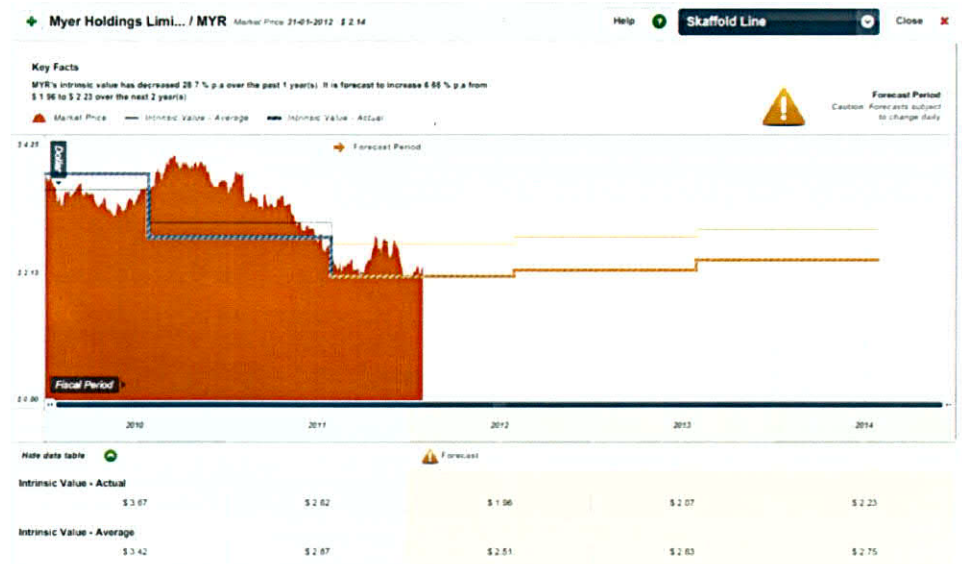 Myer Holdings Limi... / MYR Market Price 31-01-2012 $ 2.14
Help
Skaffold Line
Close
Key Facts
MYR's intrinsic value has decreased 28.7 % p.a over the past 1 year(s). It is forecast to increase 6.66 % p.a from
$ 1.96 to $ 2.23 over the next 2 year(s)
Forecast Period
Caution: Forecasts subject
to change daily
Market Price Intrinsic Value - Average Intrinsic Value - Actual
Forecast Period
Dollar
$ 2.13
Fiscal Period
$ 0.00
2010 2011 2012 2013 2014
Hide data table
Forecast
Intrinsic Value - Actual
$ 3.67 $ 2.62 $ 1.96 $ 2.07 $ 2.23
Intrinsic Value - Average
$ 3.42 $ 2.87 $ 2.51 $ 2.63 $ 2.75